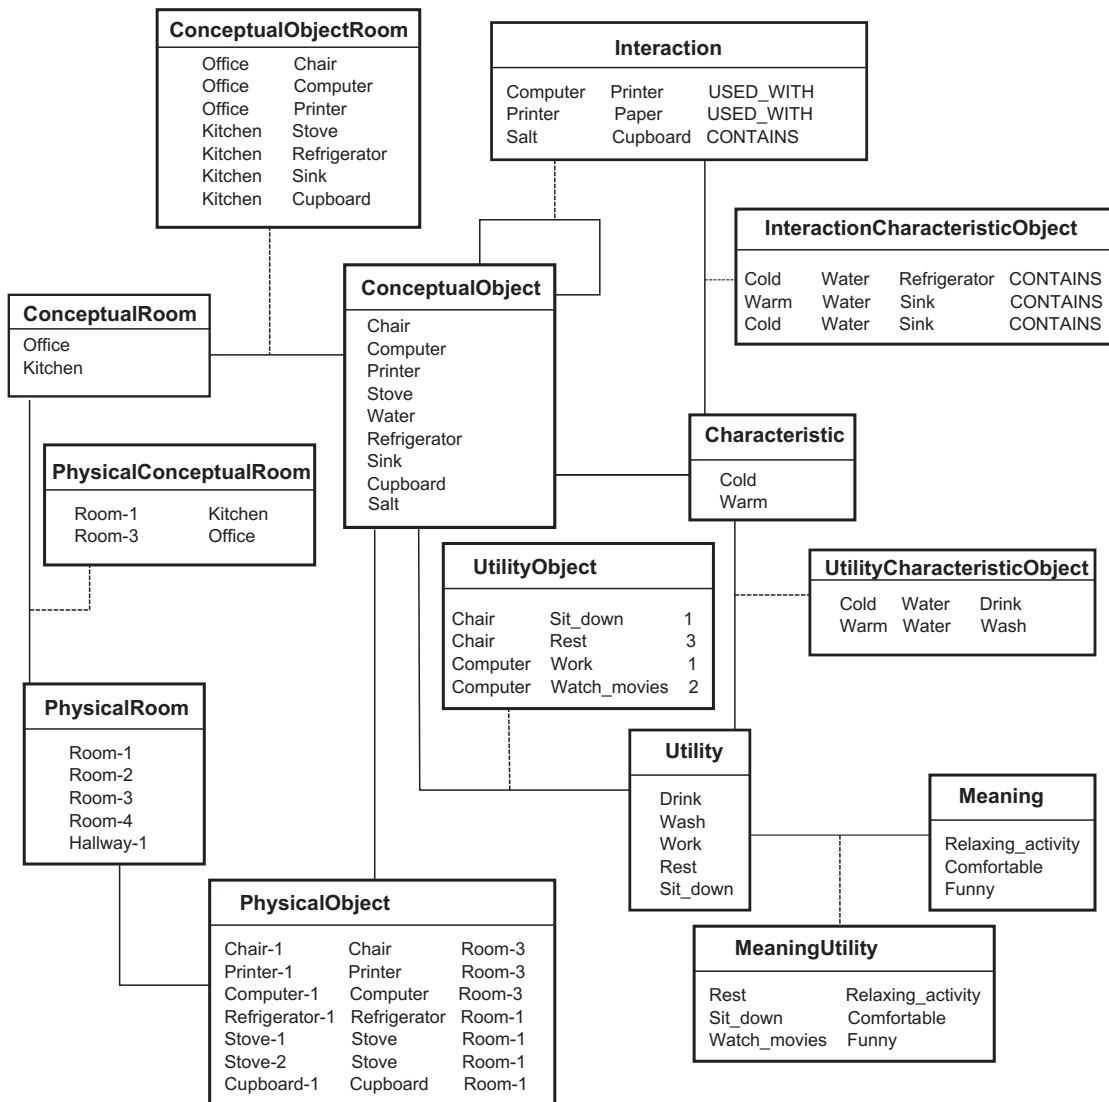 ConceptualObjectRoom
Office Chair
Office Computer
Office Printer
Kitchen Stove
Kitchen Refrigerator
Kitchen Sink
Kitchen Cupboard
Interaction
Computer Printer USED_WITH
Printer Paper USED_WITH
Salt Cupboard CONTAINS
InteractionCharacteristicObject
Cold Water Refrigerator CONTAINS
Warm Water Sink CONTAINS
Cold Water Sink CONTAINS
ConceptualRoom
Office
Kitchen
ConceptualObject
Chair
Computer
Printer
Stove
Water
Refrigerator
Sink
Cupboard
Salt
Characteristic
Cold
Warm
PhysicalConceptualRoom
Room-1 Kitchen
Room-3 Office
UtilityObject
Chair Sit_down 1
Chair Rest 3
Computer Work 1
Computer Watch_movies 2
UtilityCharacteristicObject
Cold Water Drink
Warm Water Wash
PhysicalRoom
Room-1
Room-2
Room-3
Room-4
Hallway-1
Utility
Drink
Wash
Work
Rest
Sit_down
Meaning
Relaxing_activity
Comfortable
Funny
PhysicalObject
Chair-1 Chair Room-3
Printer-1 Printer Room-3
Computer-1 Computer Room-3
Refrigerator-1 Refrigerator Room-1
Stove-1 Stove Room-1
Stove-2 Stove Room-1
Cupboard-1 Cupboard Room-1
MeaningUtility
Rest Relaxing_activity
Sit_down Comfortable
Watch_movies Funny